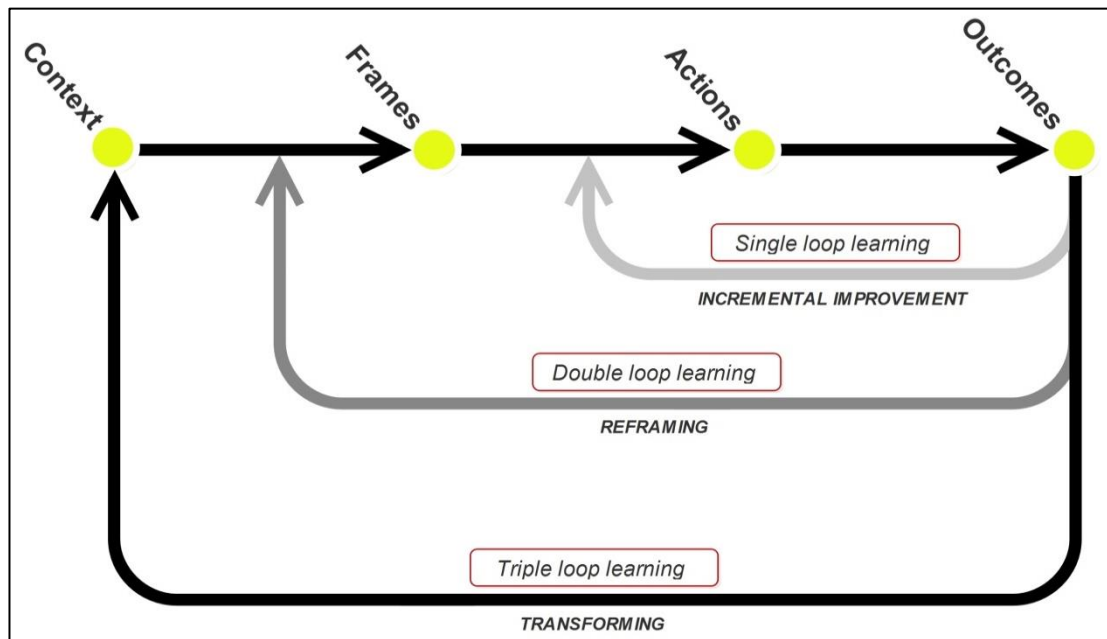 Context
Frames
Actions
Outcomes
Single loop learning
INCREMENTAL IMPROVEMENT
Double loop learning
REFRAMING
Triple loop learning
TRANSFORMING